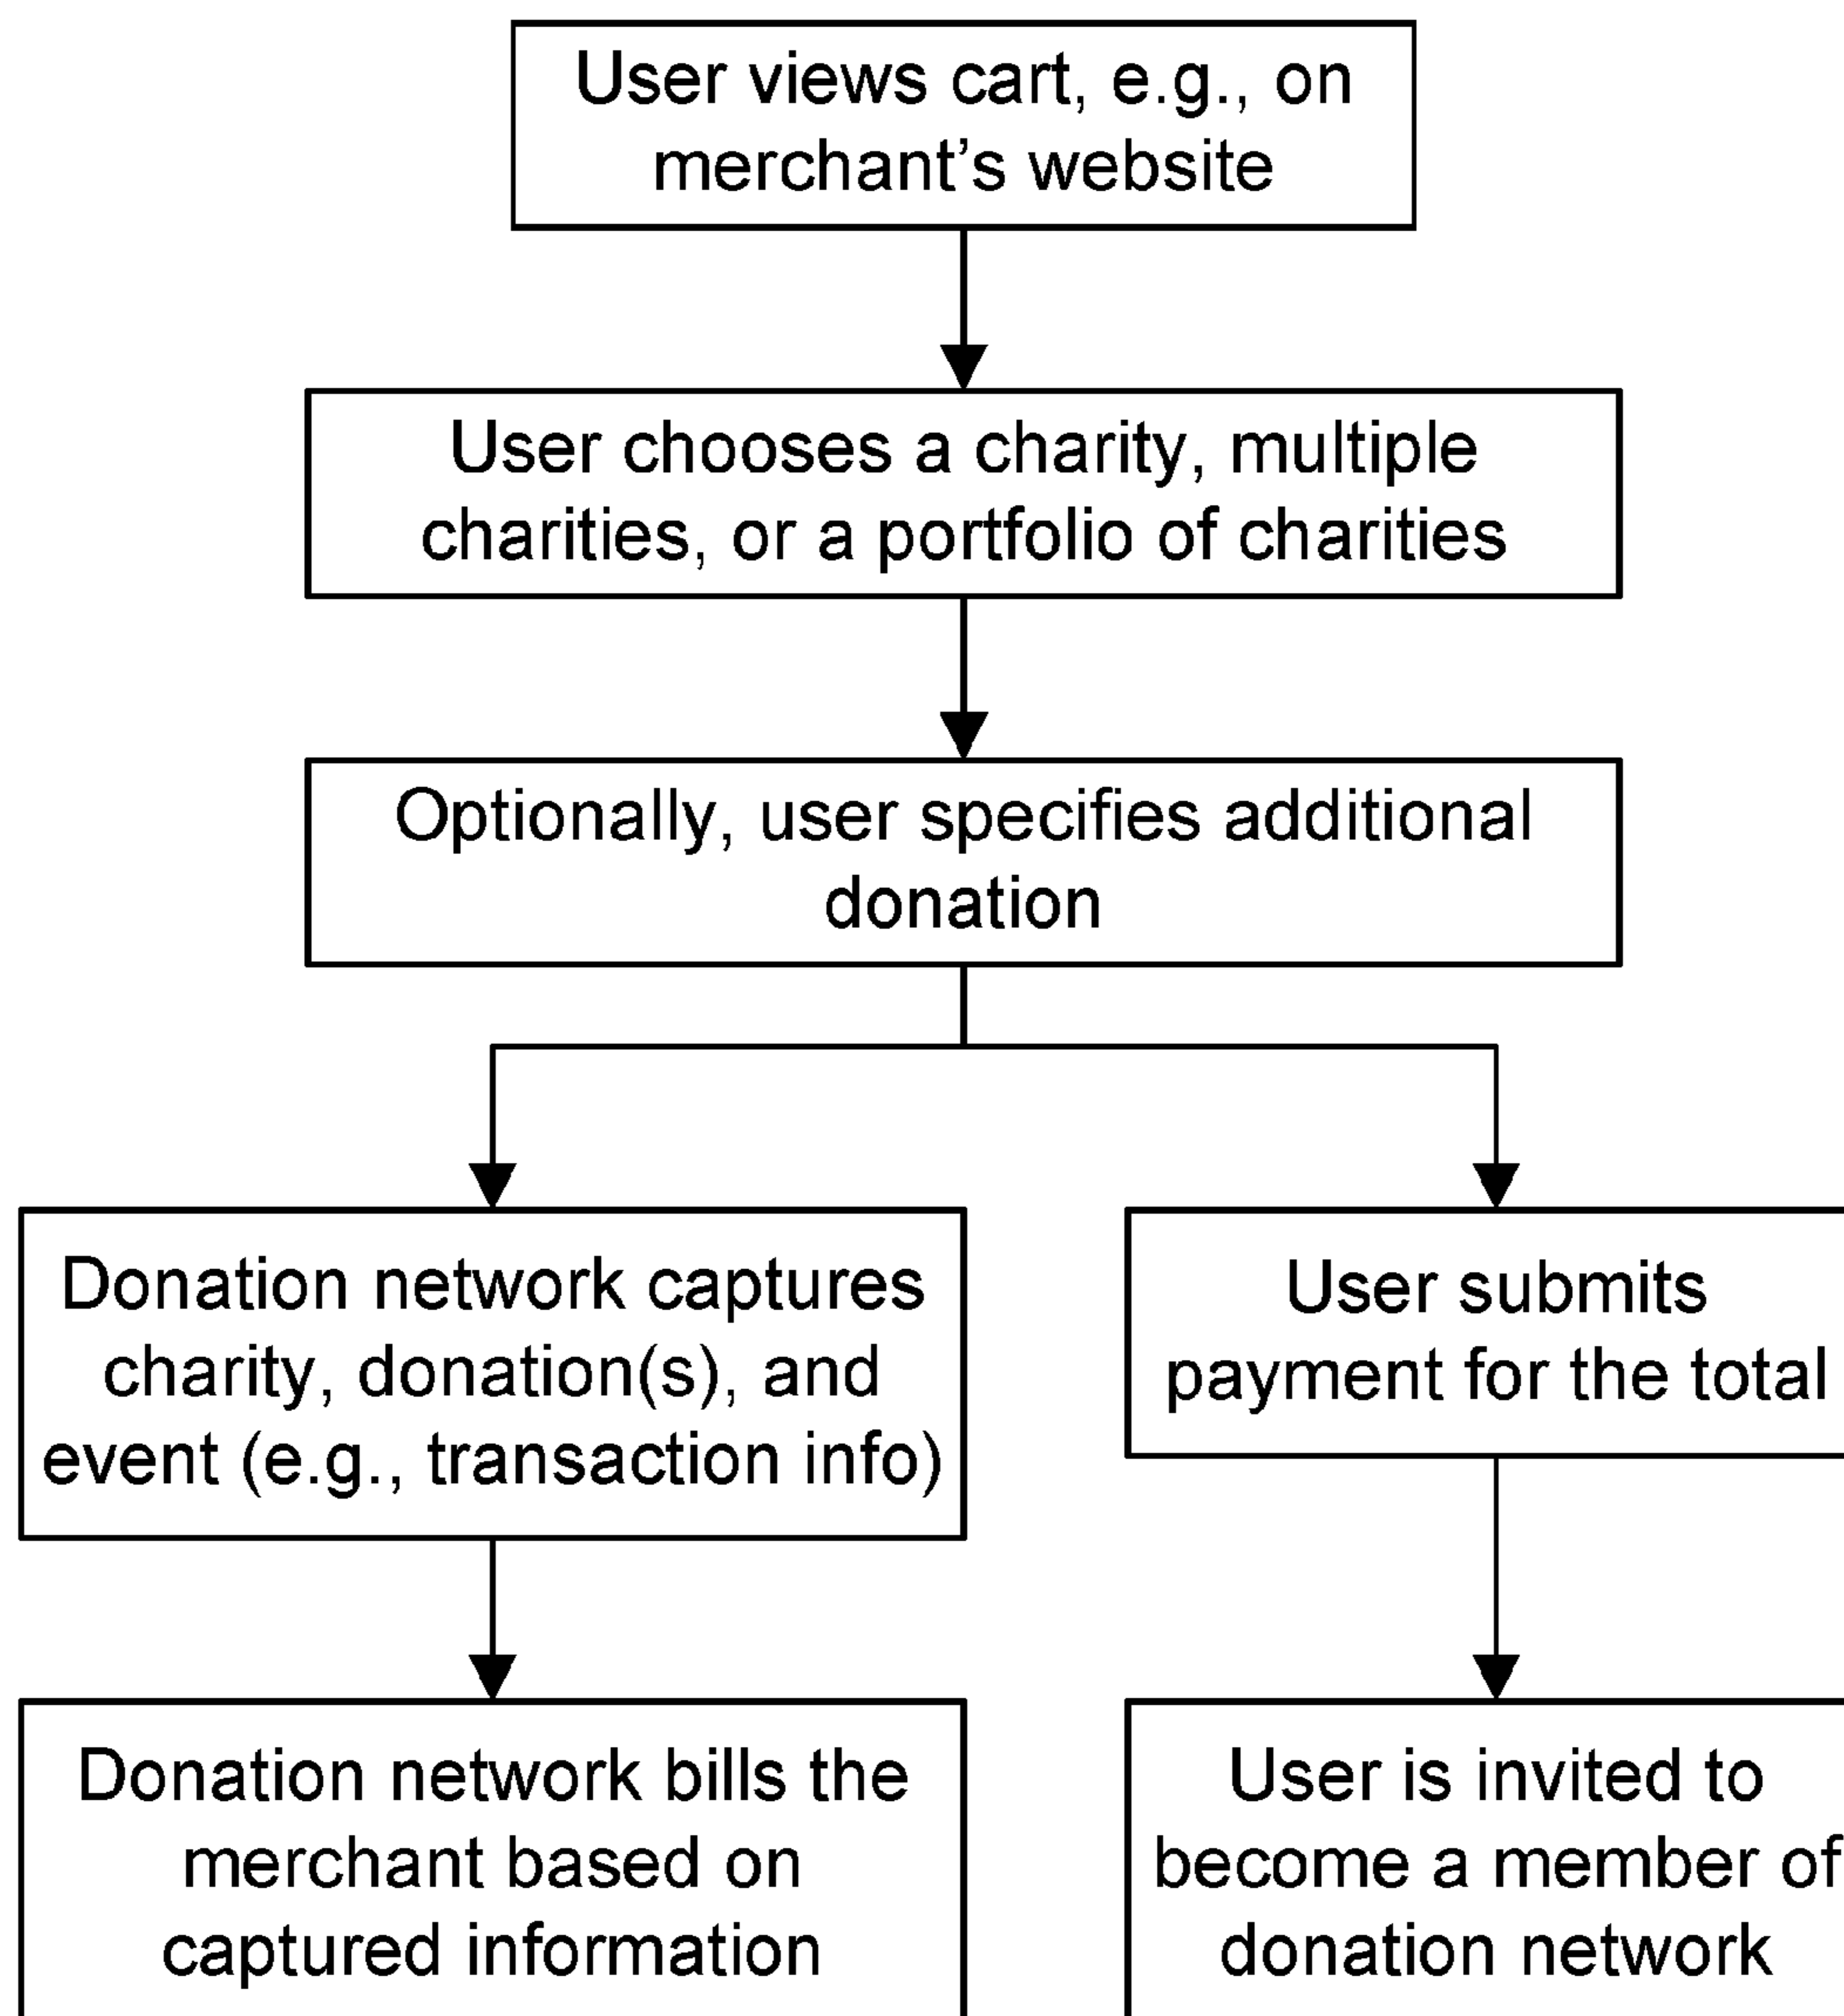 User views cart, e.g., on
merchant's website
User chooses a charity, multiple
charities, or a portfolio of charities
Optionally, user specifies additional
donation
Donation network captures
charity, donation(s), and
event (e.g., transaction info)
User submits
payment for the total
Donation network bills the
merchant based on
captured information
User is invited to
become a member of
donation network